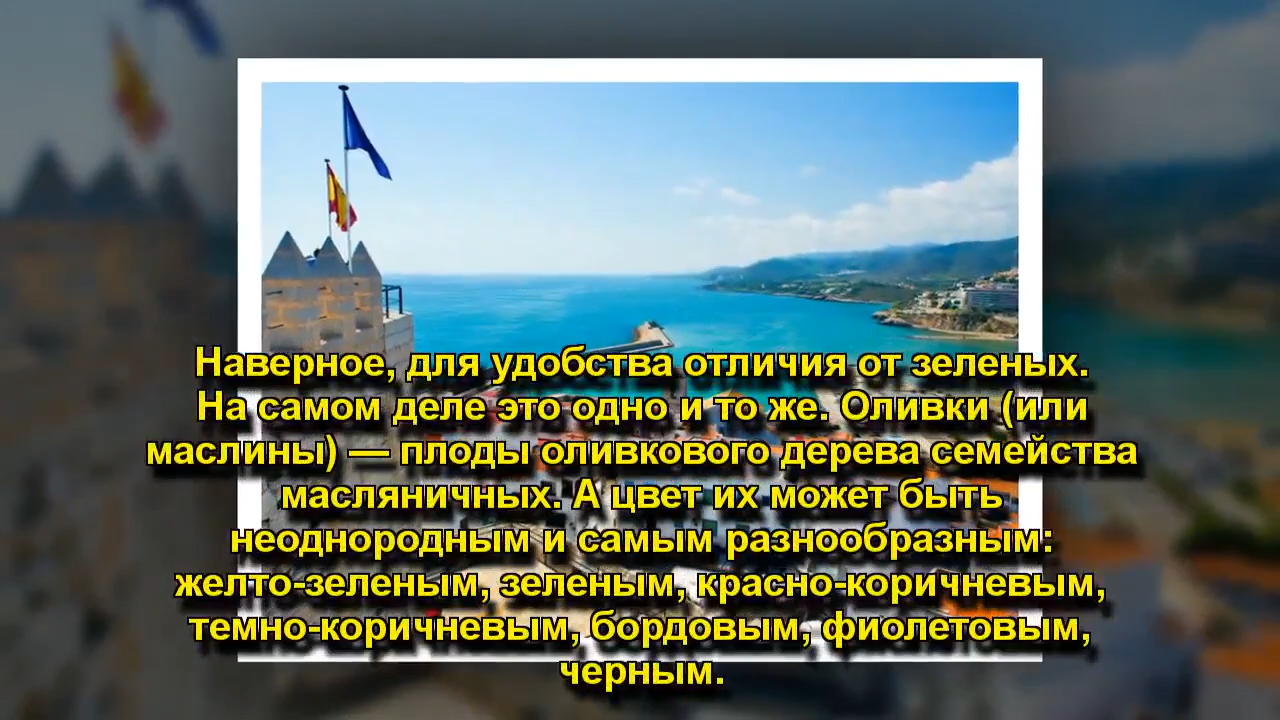 Наверное, для удобства отличия от зеленых.
На самом деле это одно и то же. Оливки (или
маслины) — плоды оливкового дерева семейства
масляничных. А цвет их может быть
неоднородным и самым разнообразным:
желто-зеленым, зеленым, красно-коричневым,
темно-коричневым, бордовым, фиолетовым,
черным.